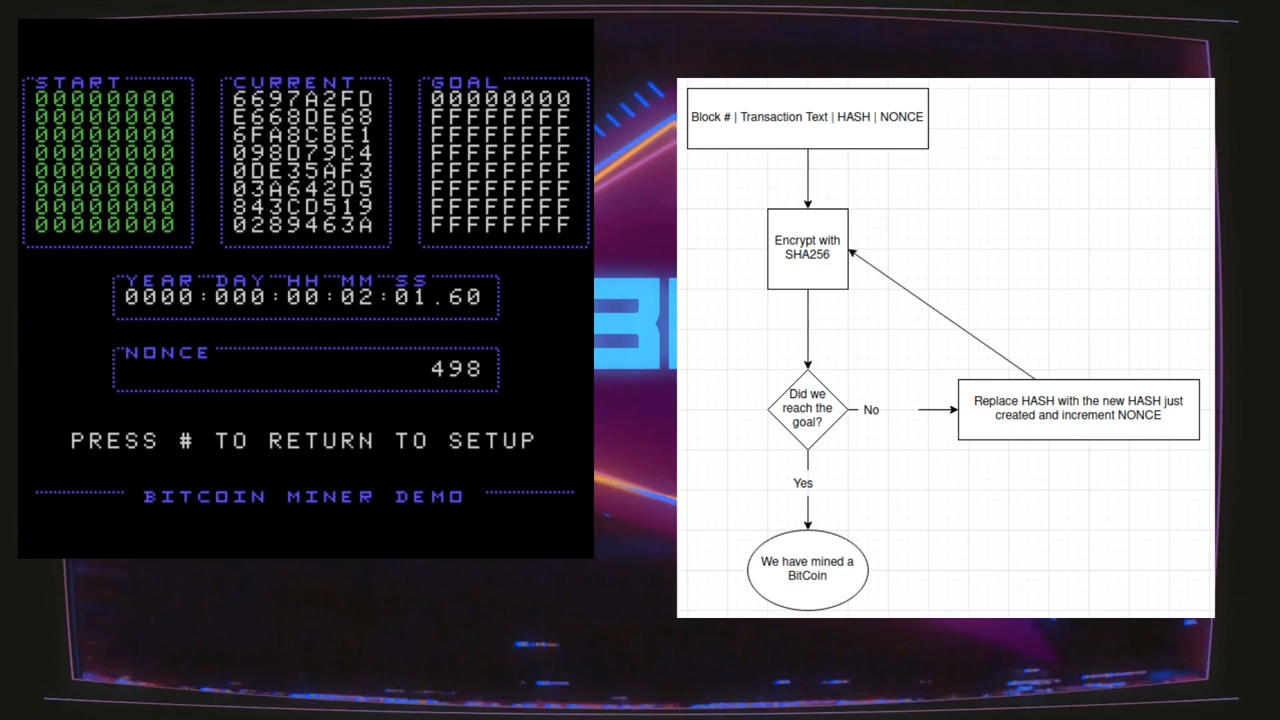 START
00000000
00000000
00000000
00000000
00000000
00000000
00000000
00000000
CURRENT
6697A2FD
E668DE68
6FA8CBE1
098D79C4
0DE35AF3
03A642D5
843CD519
0289463A
GOAL
00000000
FFFFFFFF
FFFFFFFF
FFFFFFFF
FFFFFFFF
FFFFFFFF
FFFFFFFF
FFFFFFFF
YEAR DAY HH MM SS
0000:000:00:02:01.60
NONCE
498
PRESS # TO RETURN TO SETUP
BITCOIN MINER DEMO
Block # | Transaction Text | HASH | NONCE
Encrypt with
SHA256
Did we
reach the
goal?
No
Replace HASH with the new HASH just
created and increment NONCE
Yes
We have mined a
BitCoin